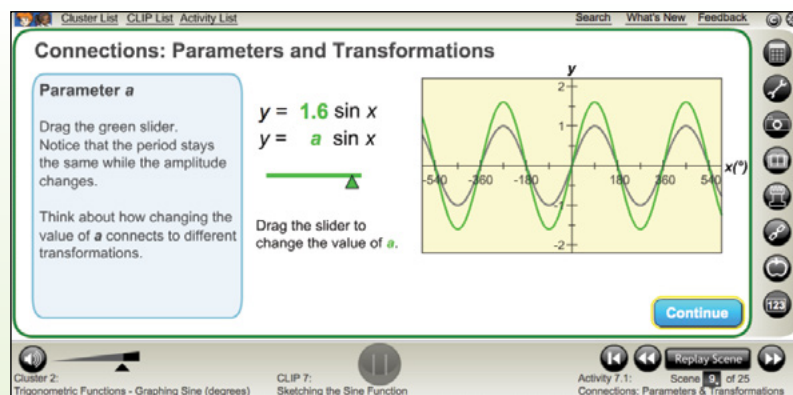 Cluster List CLIP List Activity List Search What's New Feedback
Connections: Parameters and Transformations
Parameter a
Drag the green slider.
Notice that the period stays
the same while the amplitude
changes.
Think about how changing the
value of a connects to different
transformations.
y = 1.6 sin x
y = a sin x
Drag the slider to
change the value of a.
y
2
1
-540 -360 -180 180 360 540 x(°)
-1
-2
Continue
123
Replay Scene
Cluster 2: CLIP 7: Activity 7.1: Scene 9 of 25
Trigonometric Functions - Graphing Sine (degrees) Sketching the Sine Function Connections: Parameters & Transformations